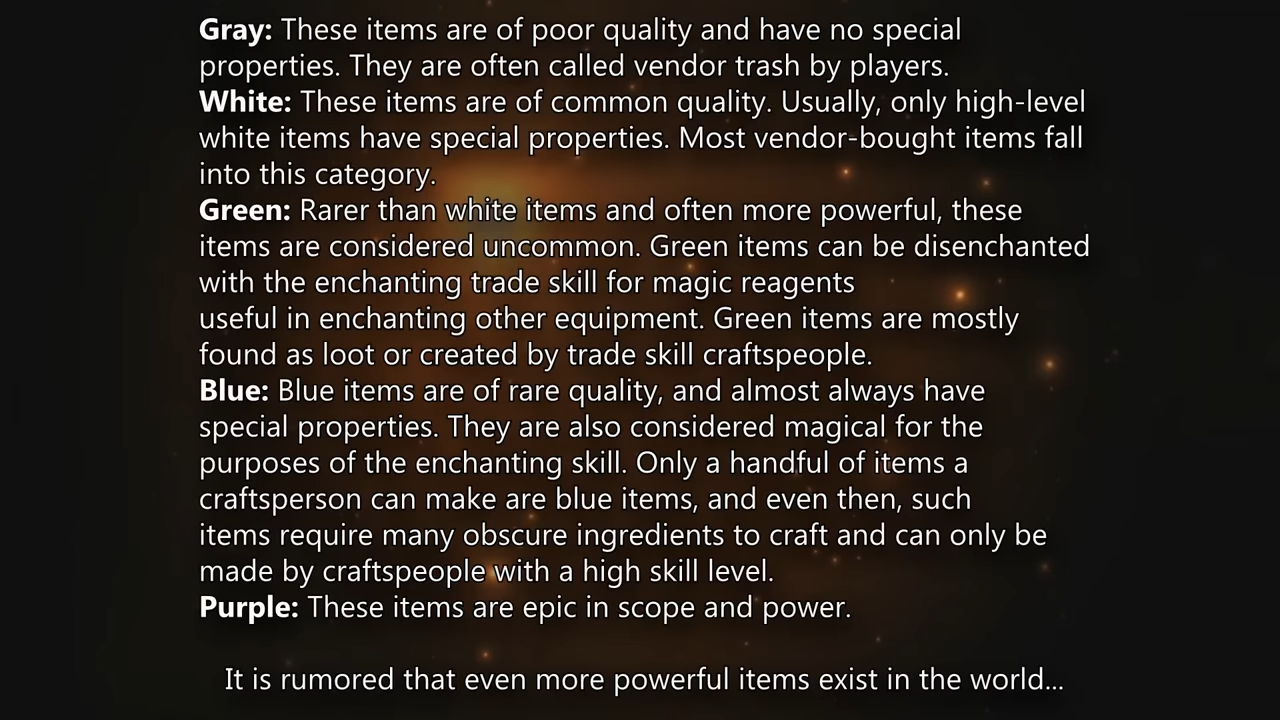 Gray: These items are of poor quality and have no special
properties. They are often called vendor trash by players.
White: These items are of common quality. Usually, only high-level
white items have special properties. Most vendor-bought items fall
into this category.
Green: Rarer than white items and often more powerful, these
items are considered uncommon. Green items can be disenchanted
with the enchanting trade skill for magic reagents
useful in enchanting other equipment. Green items are mostly
found as loot or created by trade skill craftspeople.
Blue: Blue items are of rare quality, and almost always have
special properties. They are also considered magical for the
purposes of the enchanting skill. Only a handful of items a
craftsperson can make are blue items, and even then, such
items require many obscure ingredients to craft and can only be
made by craftspeople with a high skill level.
Purple: These items are epic in scope and power.
It is rumored that even more powerful items exist in the world...